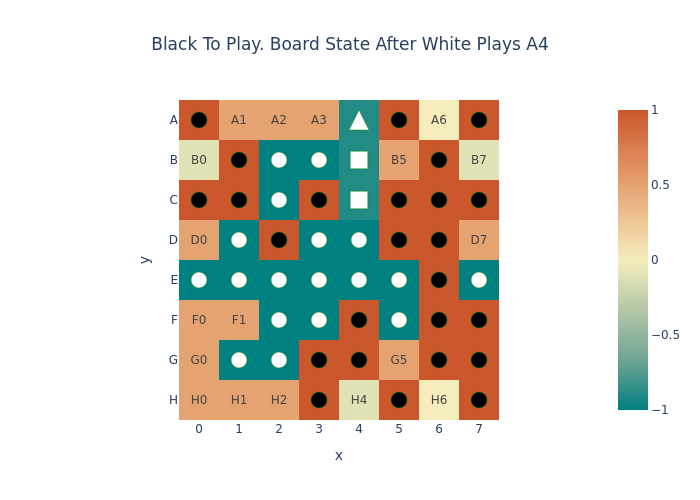 Black To Play. Board State After White Plays A4
A A1 A2 A3 A6 1
B B0 B5 B7
C 0.5
D D0 D7
y E 0
F F0 F1
G G0 G5 −0.5
H H0 H1 H2 H4 H6 −1
0 1 2 3 4 5 6 7
x